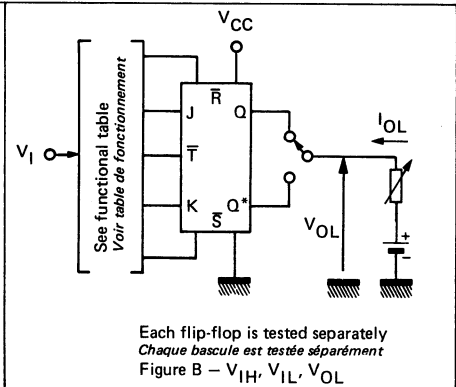 V_CC
See functional table
Voir table de fonctionnement
V_I
R̅
J Q
T̅
K Q*
S̅
I_OL
V_OL
+
−
Each flip-flop is tested separately
Chaque bascule est testée séparément
Figure B – V_IH, V_IL, V_OL